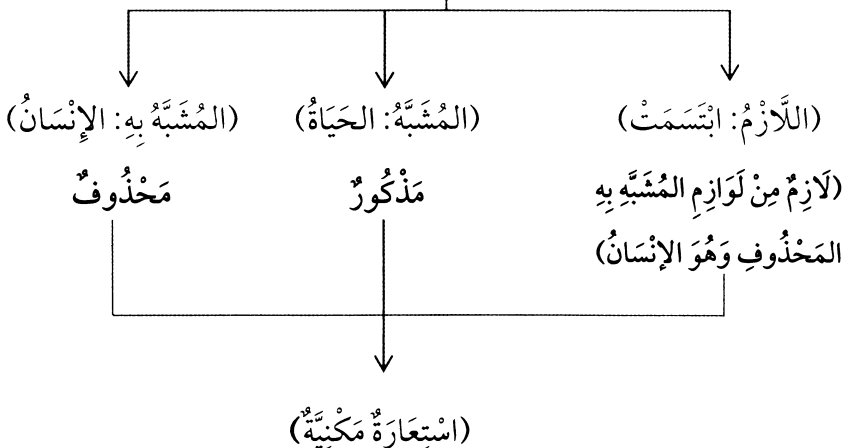 (اللَّازْمُ: ابْتَسَمَتْ) (المُشَبَّهُ: الحَيَاةُ) (المُشَبَّهُ بِهِ: الإِنْسَانُ)
(لَازِمٌ مِنْ لَوَازِمِ المُشَبَّهِ بِهِ مَذْكُورٌ مَحْذُوفٌ
المَحْذُوفِ وَهُوَ الإنْسَانُ)
(اسْتِعَارَةٌ مَكْنِيَّةٌ)